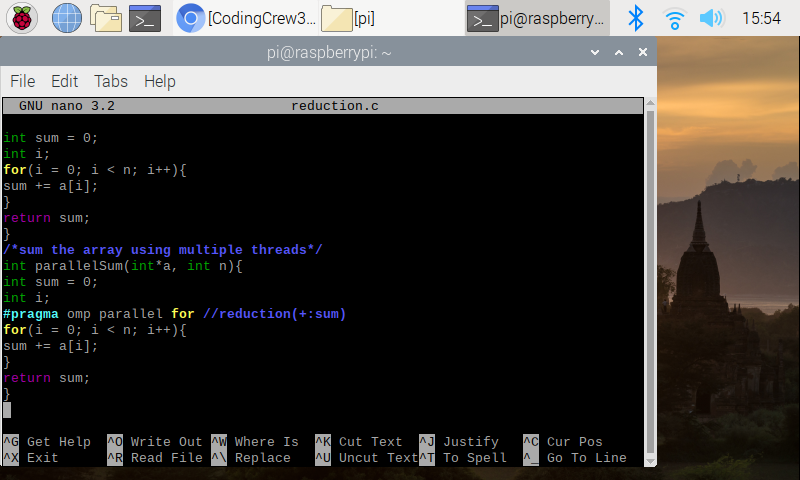 [CodingCrew3... [pi] pi@raspberry... 15:54
pi@raspberrypi: ~
File Edit Tabs Help
GNU nano 3.2 reduction.c
int sum = 0;
int i;
for(i = 0; i < n; i++){
sum += a[i];
}
return sum;
}
/*sum the array using multiple threads*/
int parallelSum(int*a, int n){
int sum = 0;
int i;
#pragma omp parallel for //reduction(+:sum)
for(i = 0; i < n; i++){
sum += a[i];
}
return sum;
}
^G Get Help ^O Write Out ^W Where Is ^K Cut Text ^J Justify ^C Cur Pos
^X Exit ^R Read File ^\ Replace ^U Uncut Text^T To Spell ^_ Go To Line